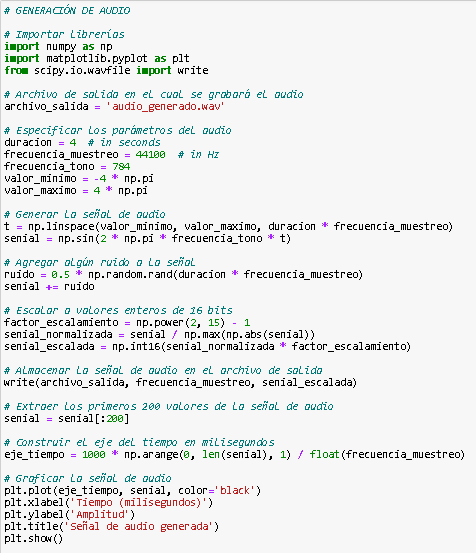 # GENERACIÓN DE AUDIO
# Importar Librerías
import numpy as np
import matplotlib.pyplot as plt
from scipy.io.wavfile import write
# Archivo de salida en el cual se grabará el audio
archivo_salida = 'audio_generado.wav'
# Especificar los parámetros del audio
duracion = 4  # in seconds
frecuencia_muestreo = 44100  # in Hz
frecuencia_tono = 784
valor_minimo = -4 * np.pi
valor_maximo = 4 * np.pi
# Generar la señal de audio
t = np.linspace(valor_minimo, valor_maximo, duracion * frecuencia_muestreo)
senial = np.sin(2 * np.pi * frecuencia_tono * t)
# Agregar algún ruido a la señal
ruido = 0.5 * np.random.rand(duracion * frecuencia_muestreo)
senial += ruido
# Escalar a valores enteros de 16 bits
factor_escalamiento = np.power(2, 15) - 1
senial_normalizada = senial / np.max(np.abs(senial))
senial_escalada = np.int16(senial_normalizada * factor_escalamiento)
# Almacenar la señal de audio en el archivo de salida
write(archivo_salida, frecuencia_muestreo, senial_escalada)
# Extraer los primeros 200 valores de la señal de audio
senial = senial[:200]
# Construir el eje del tiempo en milisegundos
eje_tiempo = 1000 * np.arange(0, len(senial), 1) / float(frecuencia_muestreo)
# Graficar la señal de audio
plt.plot(eje_tiempo, senial, color='black')
plt.xlabel('Tiempo (milisegundos)')
plt.ylabel('Amplitud')
plt.title('Señal de audio generada')
plt.show()